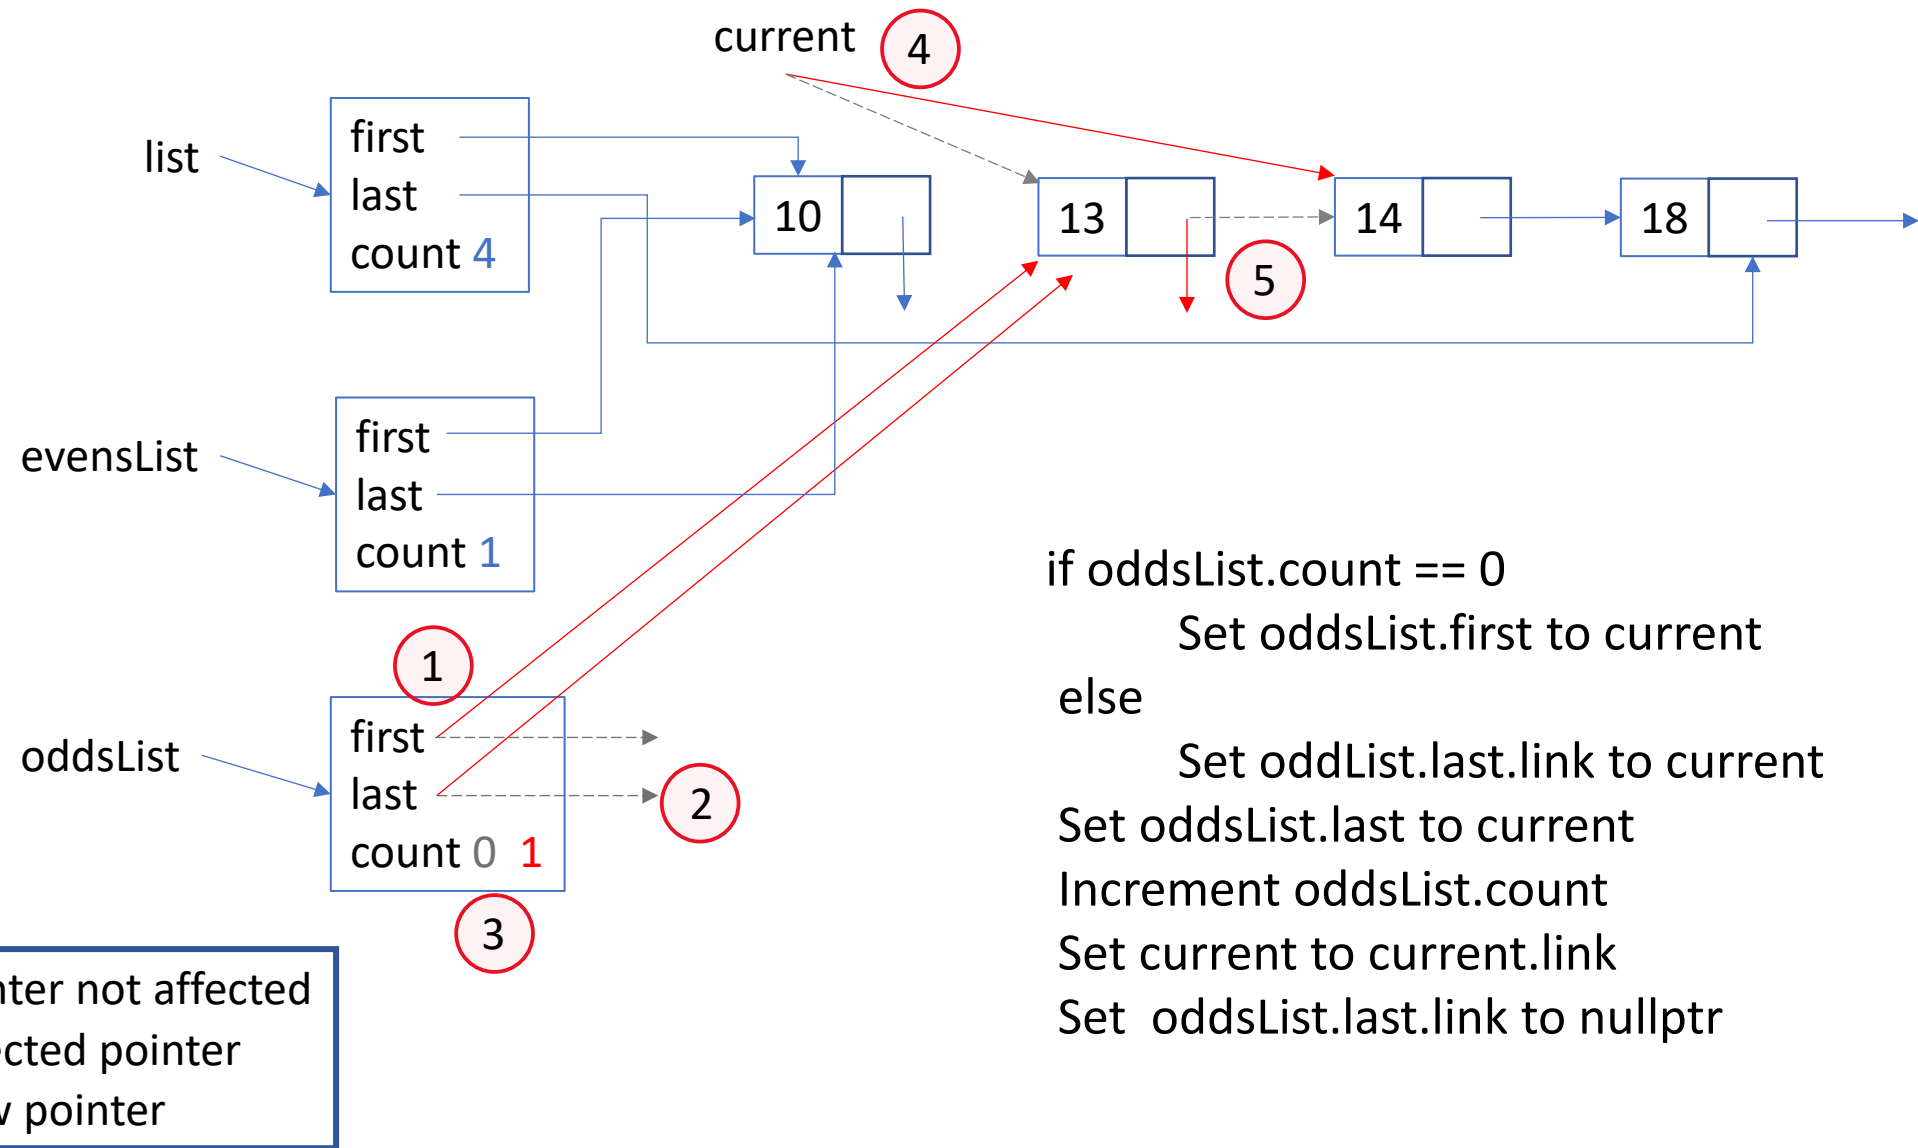 current 4
list
first
last
count 4
10
13
14
18
5
evensList
first
last
count 1
1
oddsList
first
last
count 0 1
2
3
if oddsList.count == 0
Set oddsList.first to current
else
Set oddList.last.link to current
Set oddsList.last to current
Increment oddsList.count
Set current to current.link
Set oddsList.last.link to nullptr
not affected
pointer
pointer